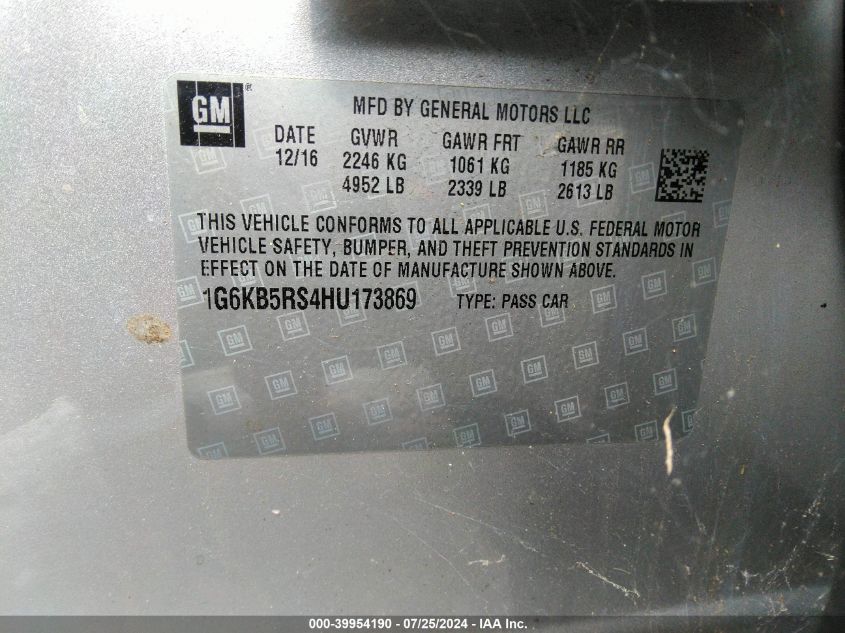 GM ®
MFD BY GENERAL MOTORS LLC
DATE GVWR GAWR FRT GAWR RR
12/16 2246 KG 1061 KG 1185 KG
4952 LB 2339 LB 2613 LB
THIS VEHICLE CONFORMS TO ALL APPLICABLE U.S. FEDERAL MOTOR
VEHICLE SAFETY, BUMPER, AND THEFT PREVENTION STANDARDS IN
EFFECT ON THE DATE OF MANUFACTURE SHOWN ABOVE.
1G6KB5RS4HU173869 TYPE: PASS CAR
000-39954190 - 07/25/2024 - IAA Inc.